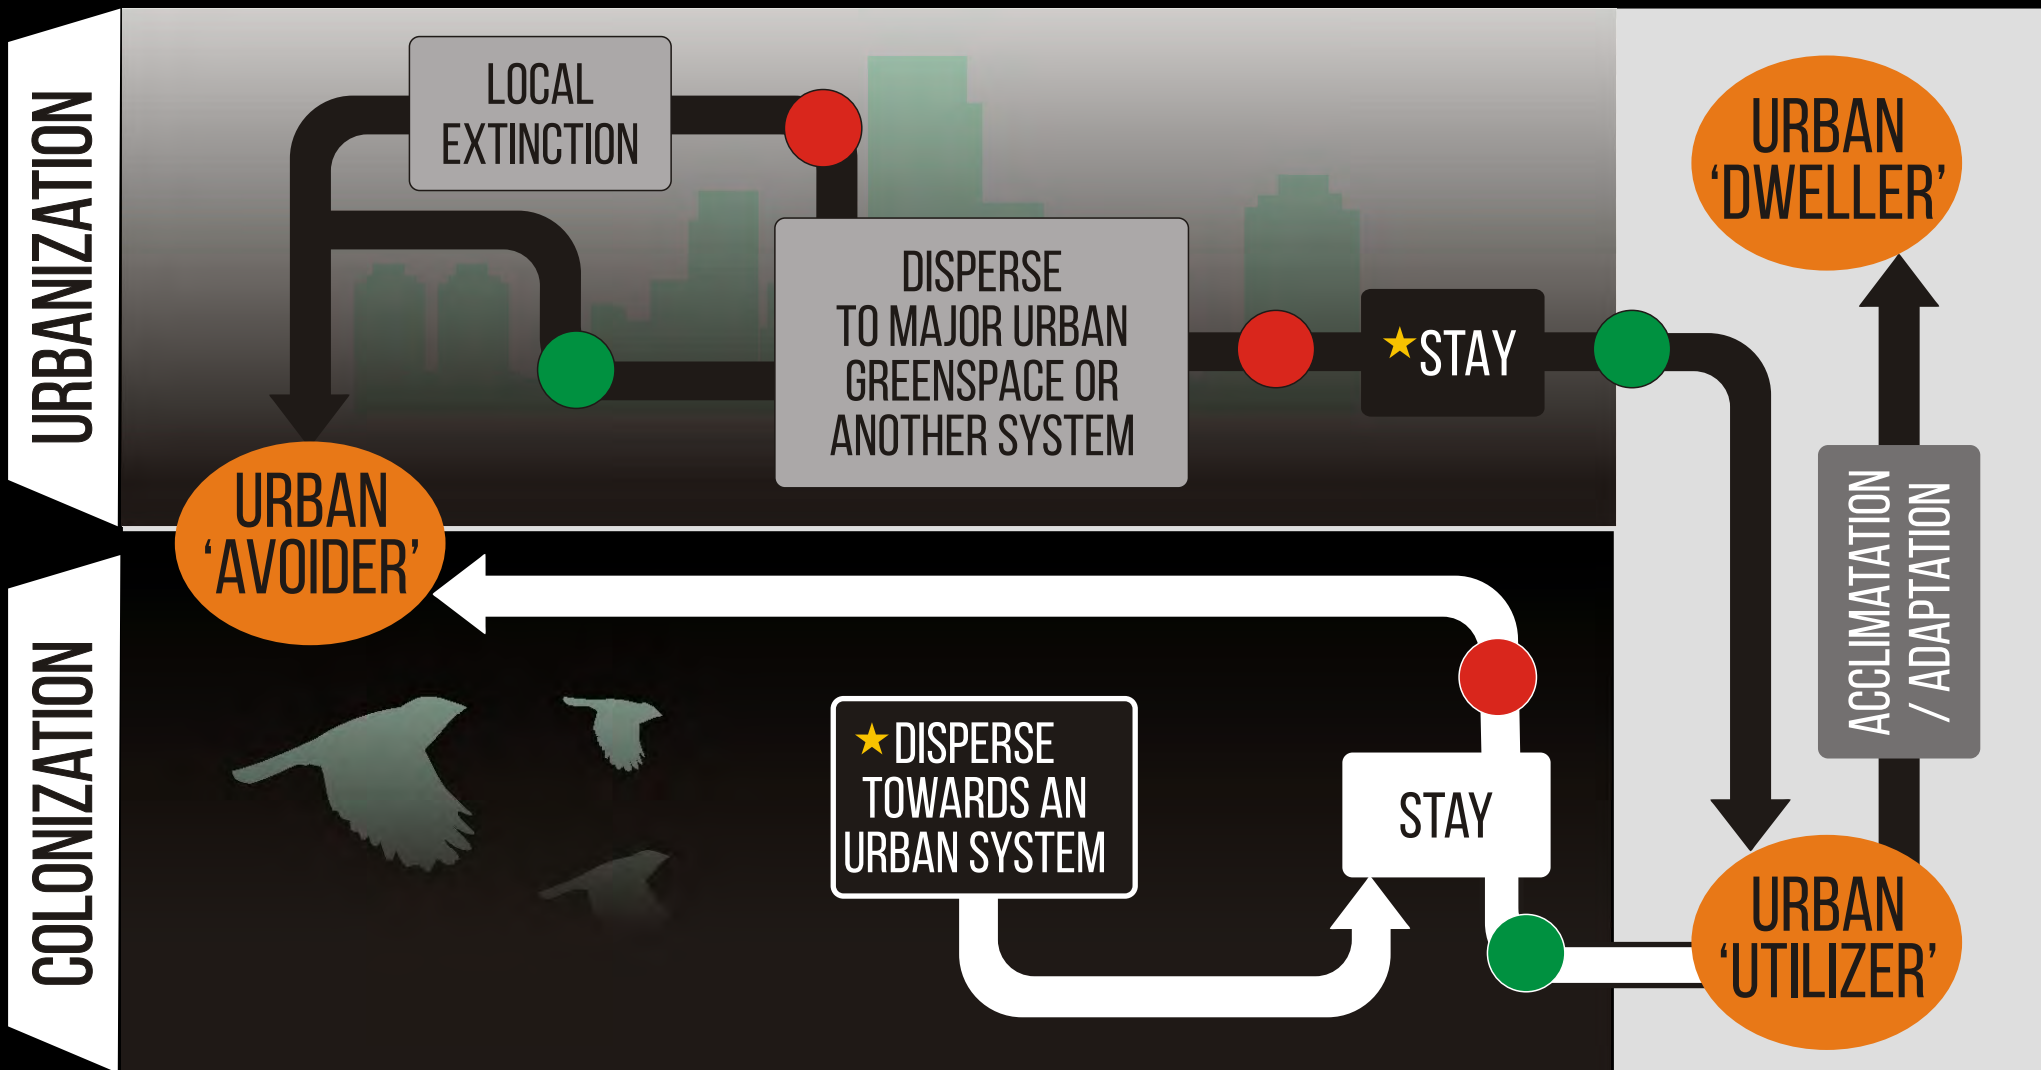 URBANIZATION
LOCAL
EXTINCTION
DISPERSE
TO MAJOR URBAN
GREENSPACE OR
ANOTHER SYSTEM
STAY
URBAN
‘DWELLER’
URBAN
‘AVOIDER’
ACCLIMATATION
/ ADAPTATION
COLONIZATION
DISPERSE
TOWARDS AN
URBAN SYSTEM
STAY
URBAN
‘UTILIZER’